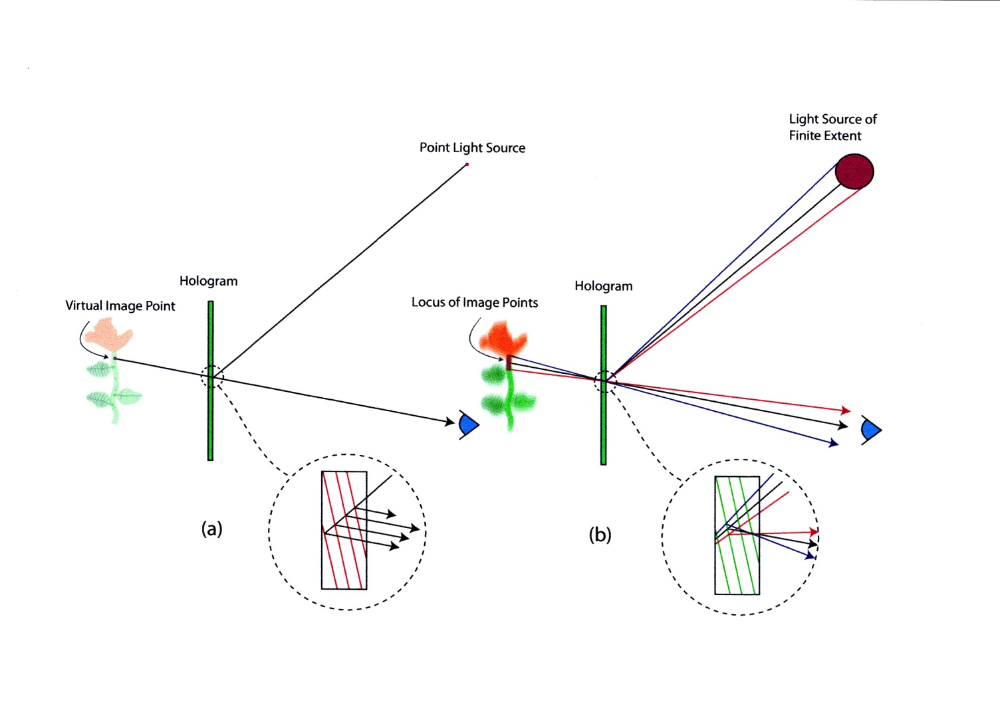 Point Light Source
Hologram
Virtual Image Point
(a)
Light Source of
Finite Extent
Hologram
Locus of Image Points
(b)